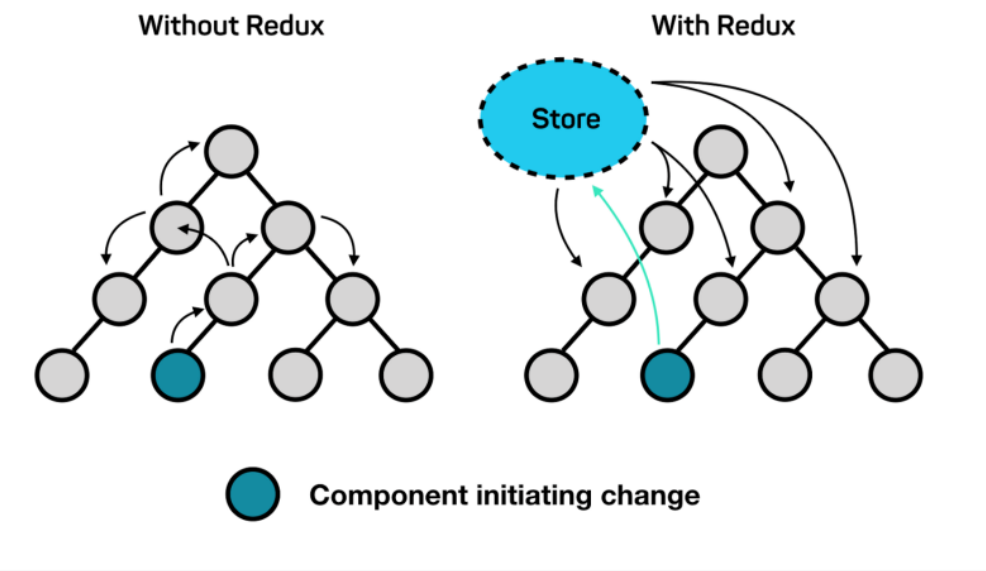 Without Redux
With Redux
Store
Component initiating change